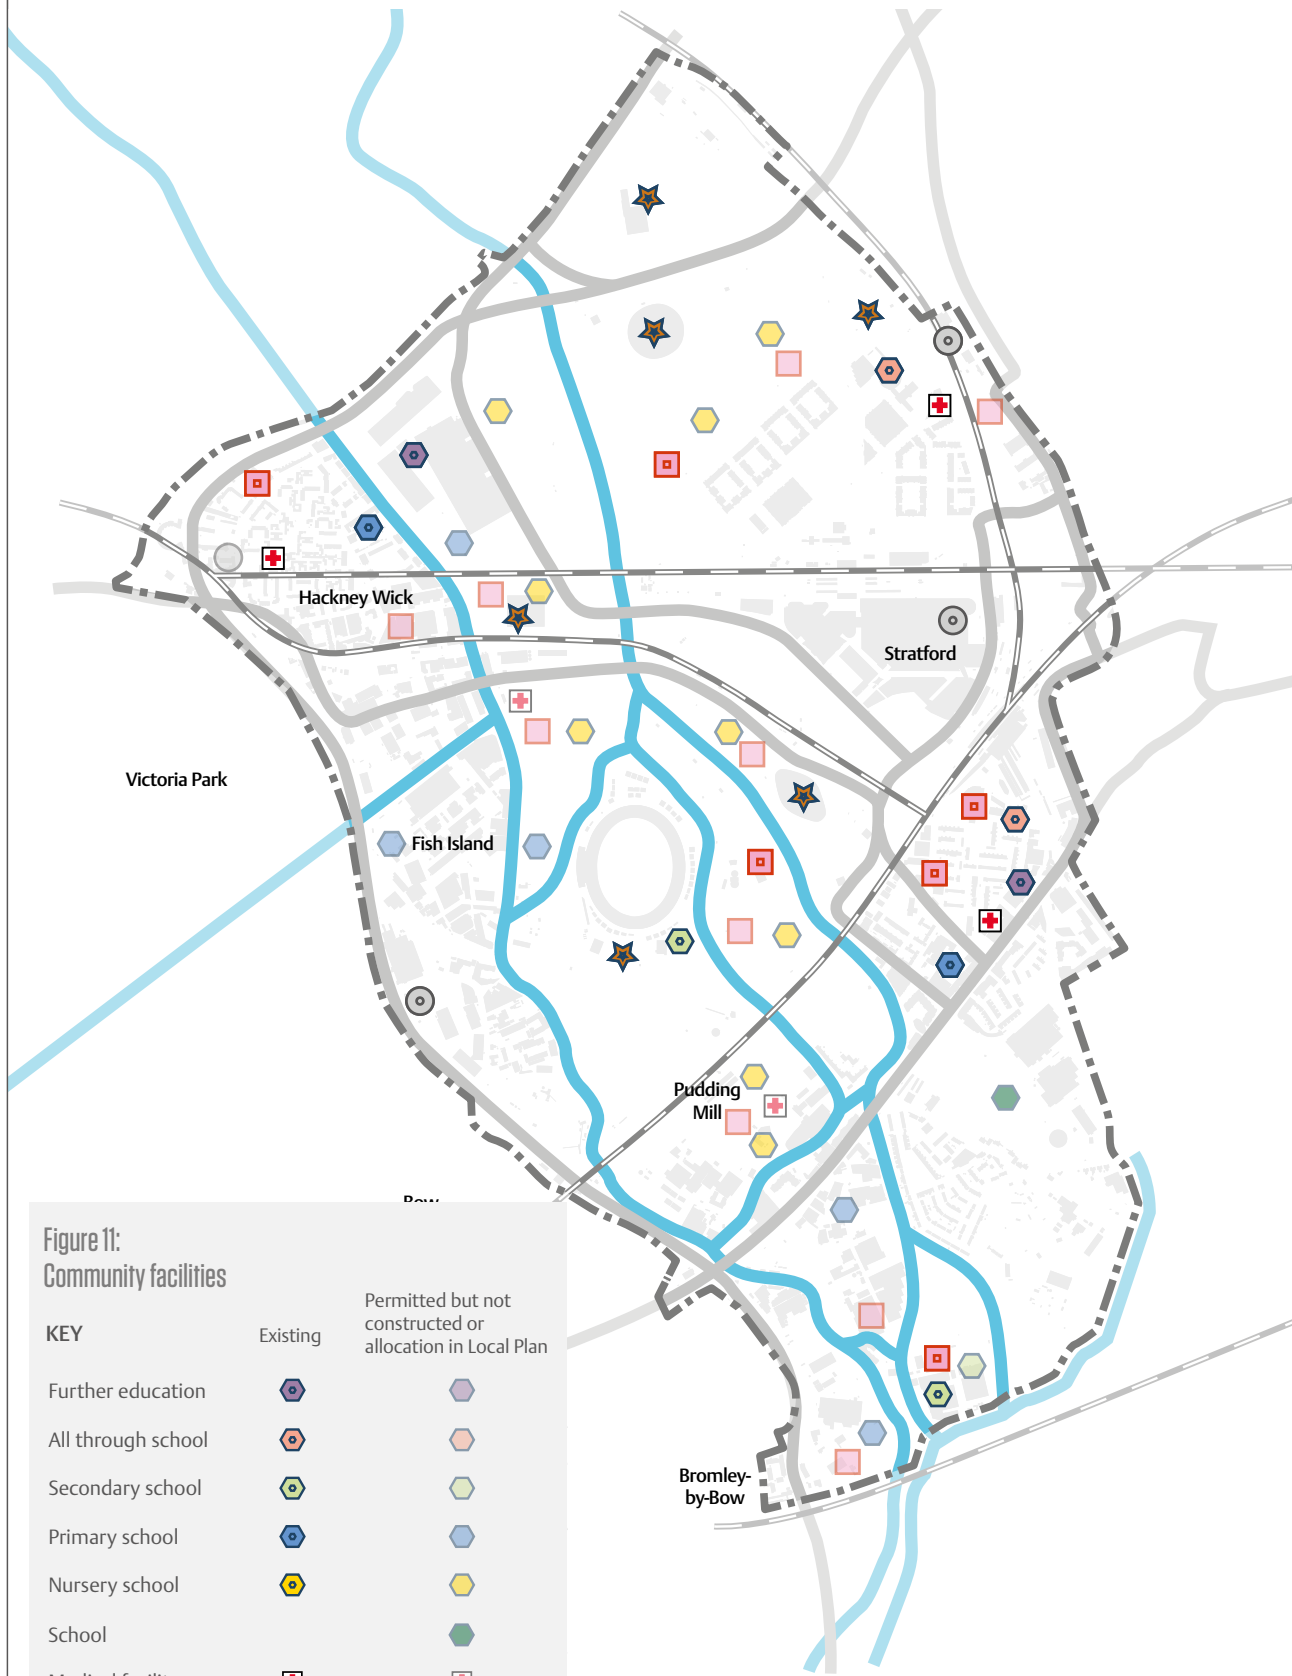 Hackney Wick
Stratford
Victoria Park
Fish Island
Pudding
Mill
Bow
Bromley-
by-Bow
Figure 11:
Community facilities
KEY
Existing
Permitted but not
constructed or
allocation in Local Plan
Further education
All through school
Secondary school
Primary school
Nursery school
School